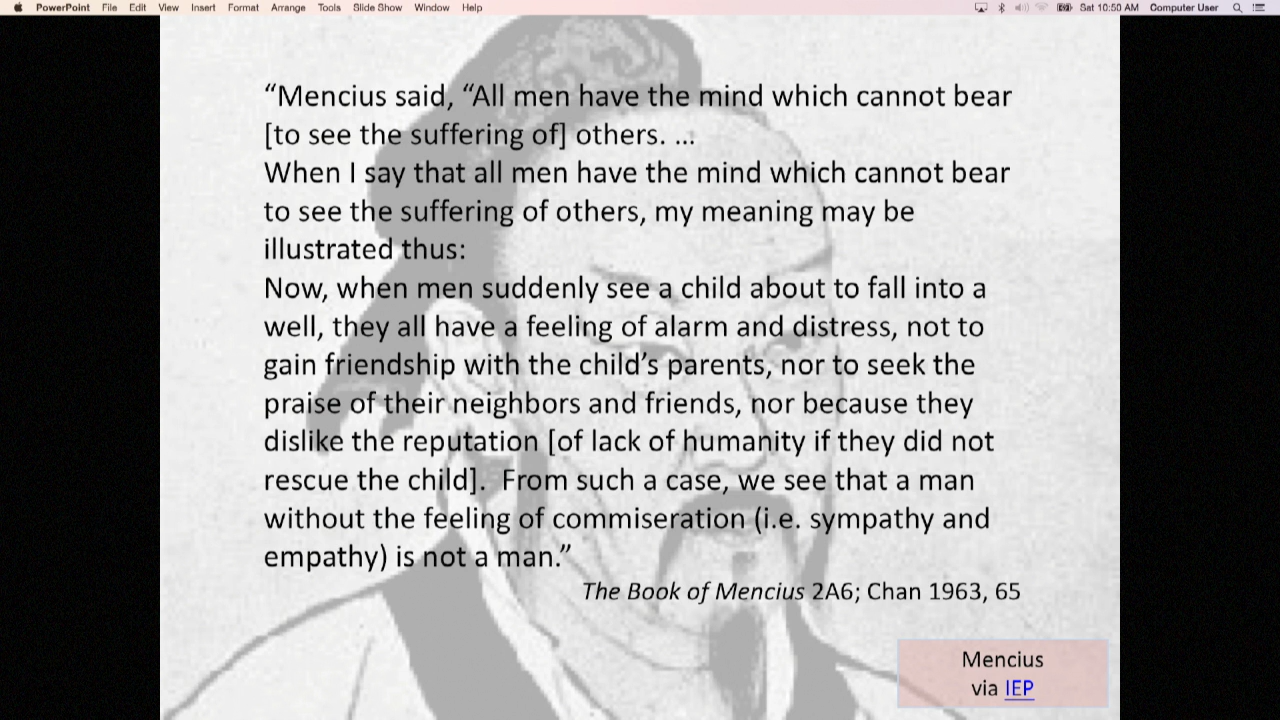 PowerPoint File Edit View Insert Format Arrange Tools Slide Show Window Help Sat 10:50 AM Computer User
“Mencius said, “All men have the mind which cannot bear
[to see the suffering of] others. ...
When I say that all men have the mind which cannot bear
to see the suffering of others, my meaning may be
illustrated thus:
Now, when men suddenly see a child about to fall into a
well, they all have a feeling of alarm and distress, not to
gain friendship with the child’s parents, nor to seek the
praise of their neighbors and friends, nor because they
dislike the reputation [of lack of humanity if they did not
rescue the child].  From such a case, we see that a man
without the feeling of commiseration (i.e. sympathy and
empathy) is not a man.”
The Book of Mencius 2A6; Chan 1963, 65
Mencius
via IEP